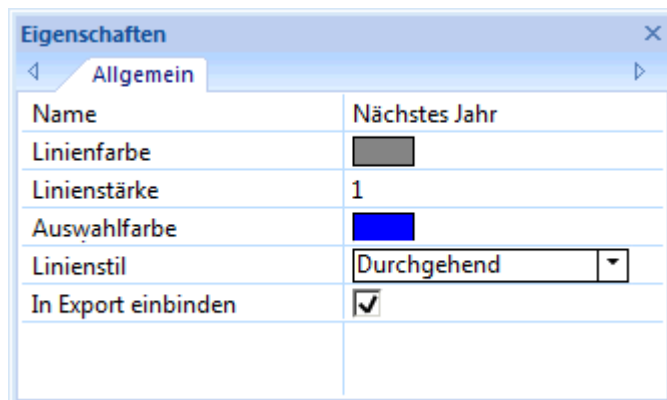 Eigenschaften
Allgemein
Name Nächstes Jahr
Linienfarbe
Linienstärke 1
Auswahlfarbe
Linienstil Durchgehend
In Export einbinden